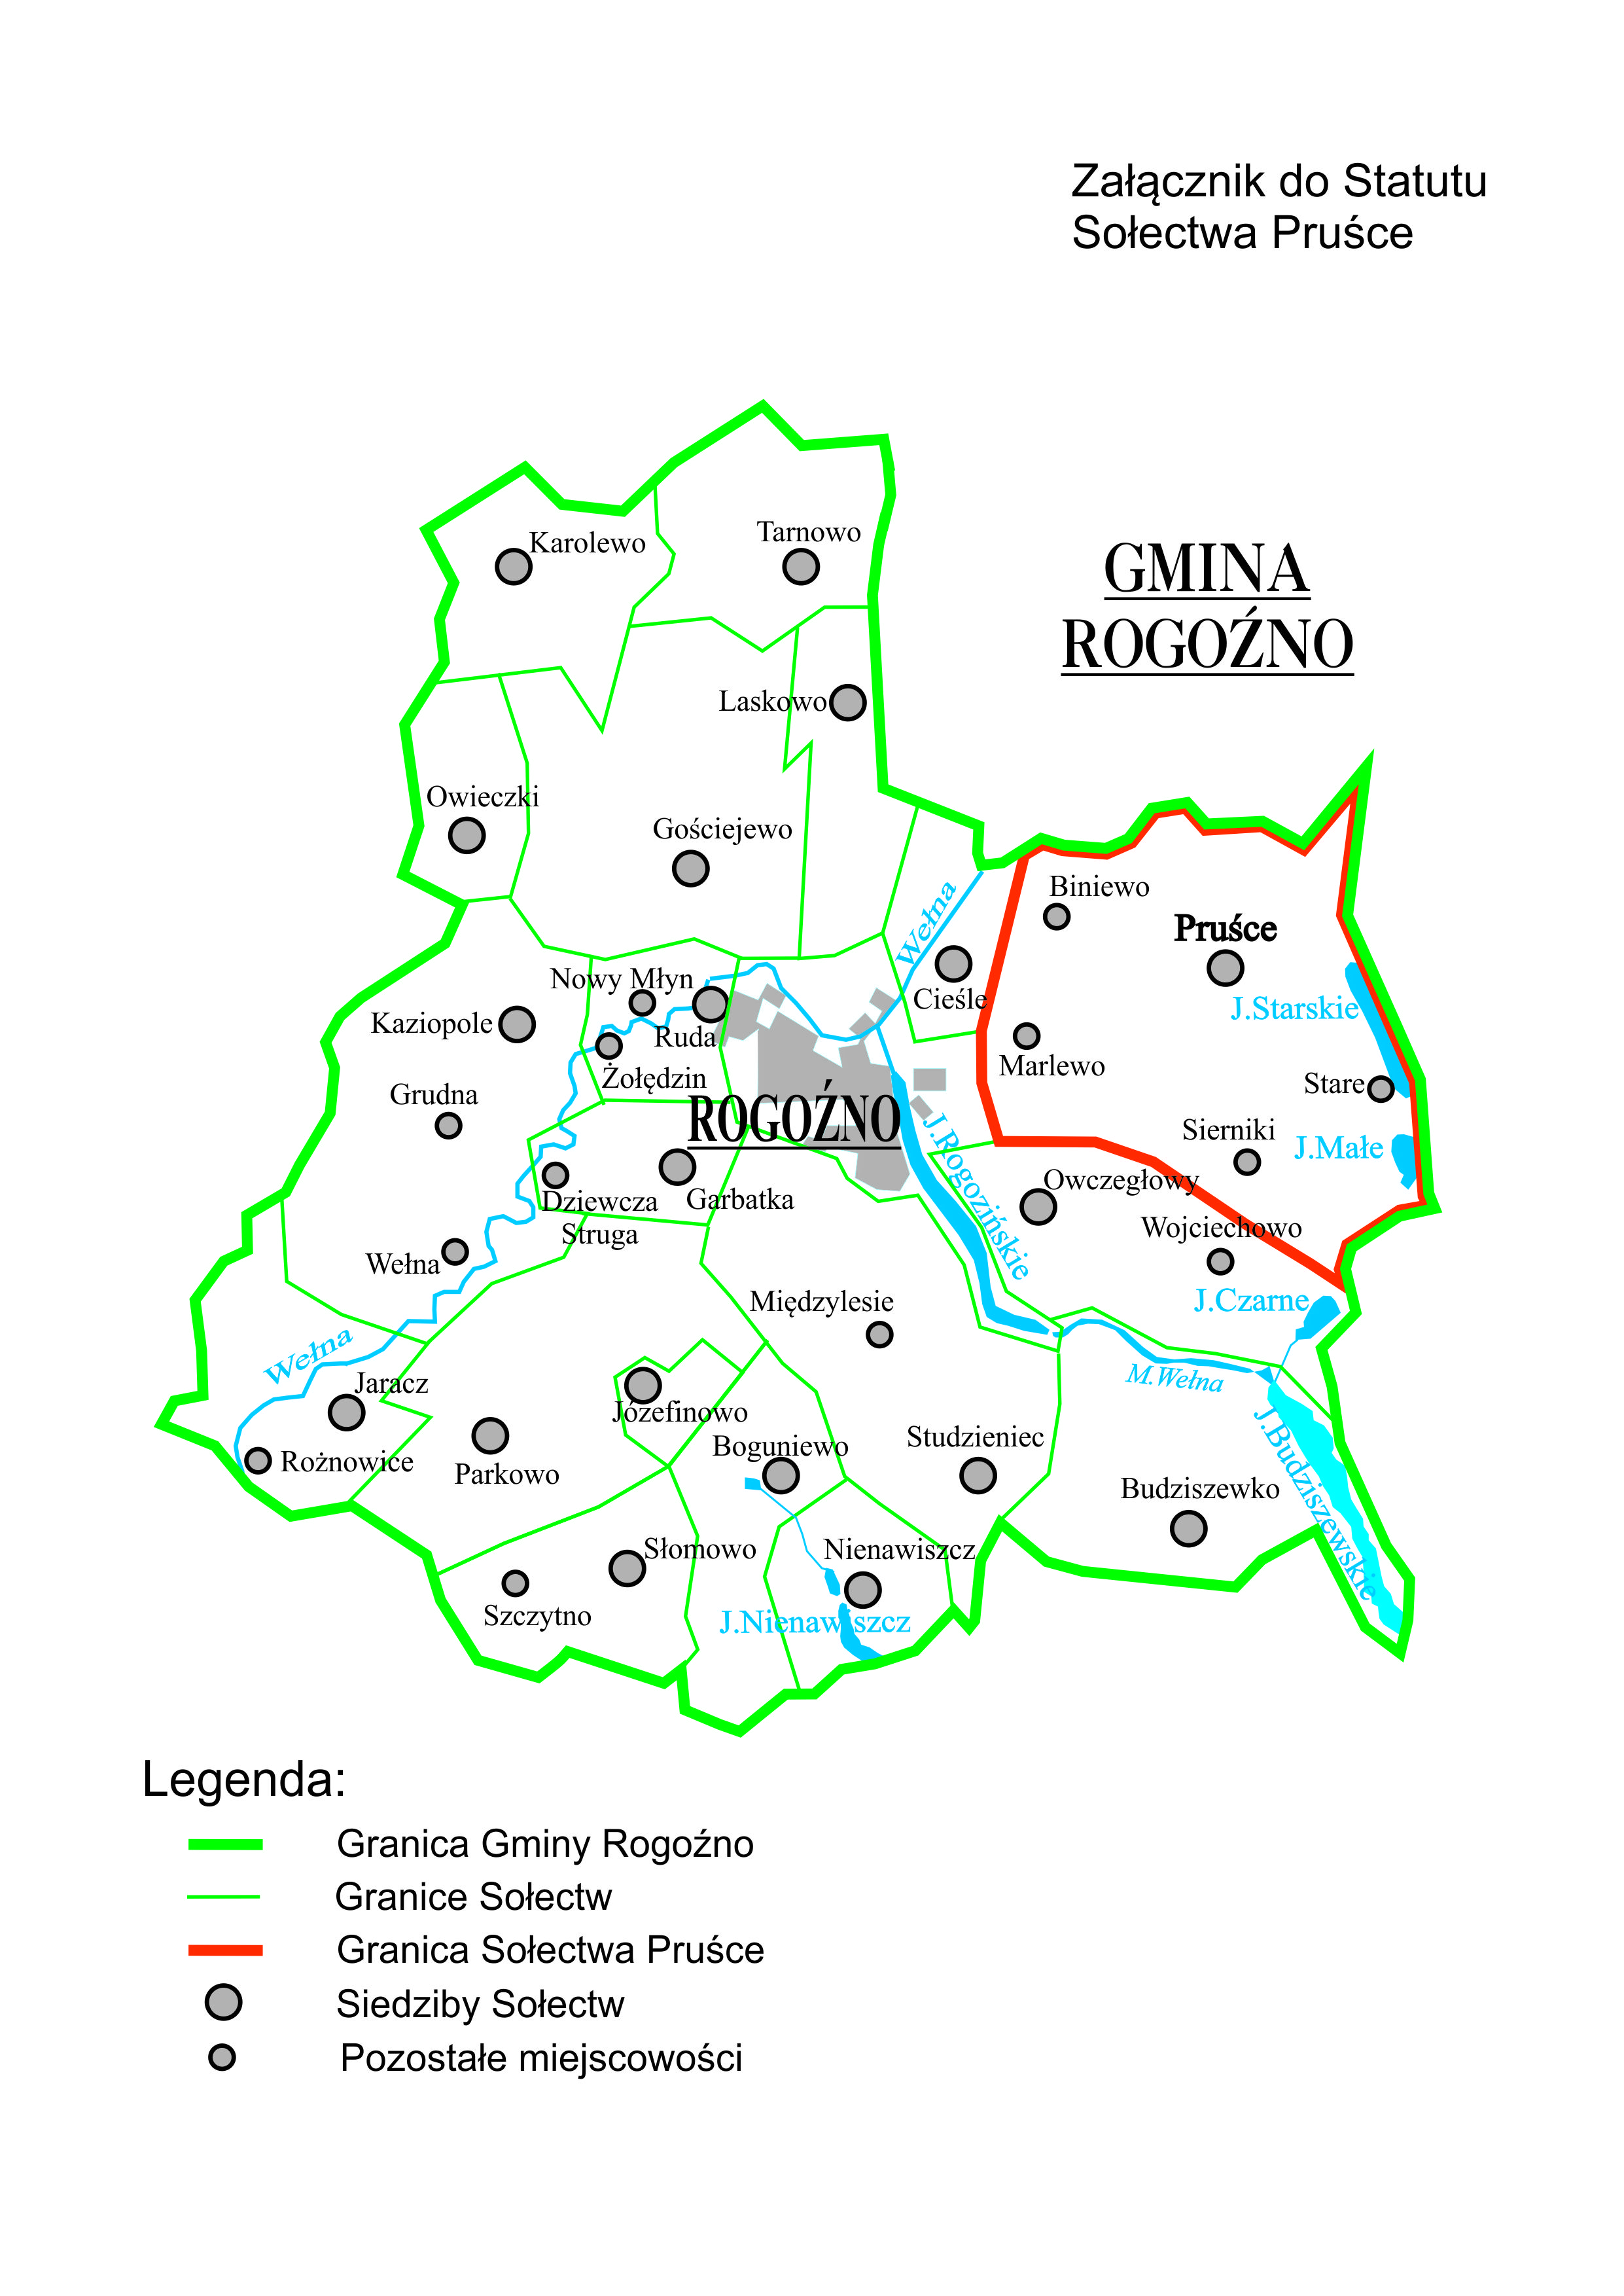 Załącznik do Statutu
Sołectwa Pruśce
GMINA
ROGOŹNO
Karolewo
Tarnowo
Laskowo
Owieczki
Gościejewo
Biniewo
Pruśce
Wełna
Nowy Młyn
Cieśle
J.Starskie
Kaziopole
Ruda
Marlewo
Żołędzin
Stare
Grudna
ROGOŹNO
Sierniki
J.Małe
J.Rogozińskie
Owczegłowy
Dziewcza
Struga
Garbatka
Wojciechowo
Wełna
Międzylesie
J.Czarne
Wełna
Jaracz
M.Wełna
Józefinowo
Rożnowice
Parkowo
Boguniewo
Studzieniec
J.Budziszewskie
Budziszewko
Słomowo
Nienawiszcz
Szczytno
J.Nienawiszcz
Legenda:
Granica Gminy Rogoźno
Granice Sołectw
Granica Sołectwa Pruśce
Siedziby Sołectw
Pozostałe miejscowości